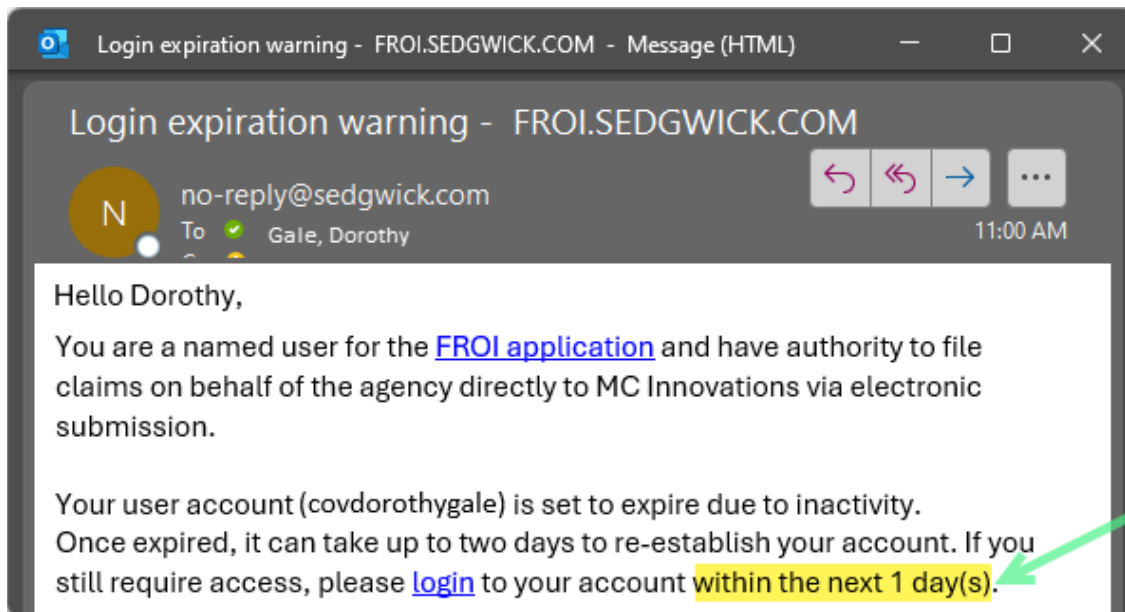 Login expiration warning - FROI.SEDGWICK.COM - Message (HTML)
Login expiration warning - FROI.SEDGWICK.COM
N
no-reply@sedgwick.com
To Gale, Dorothy
11:00 AM
Hello Dorothy,
You are a named user for the FROI application and have authority to file
claims on behalf of the agency directly to MC Innovations via electronic
submission.
Your user account (covdorothygale) is set to expire due to inactivity.
Once expired, it can take up to two days to re-establish your account. If you
still require access, please login to your account within the next 1 day(s).